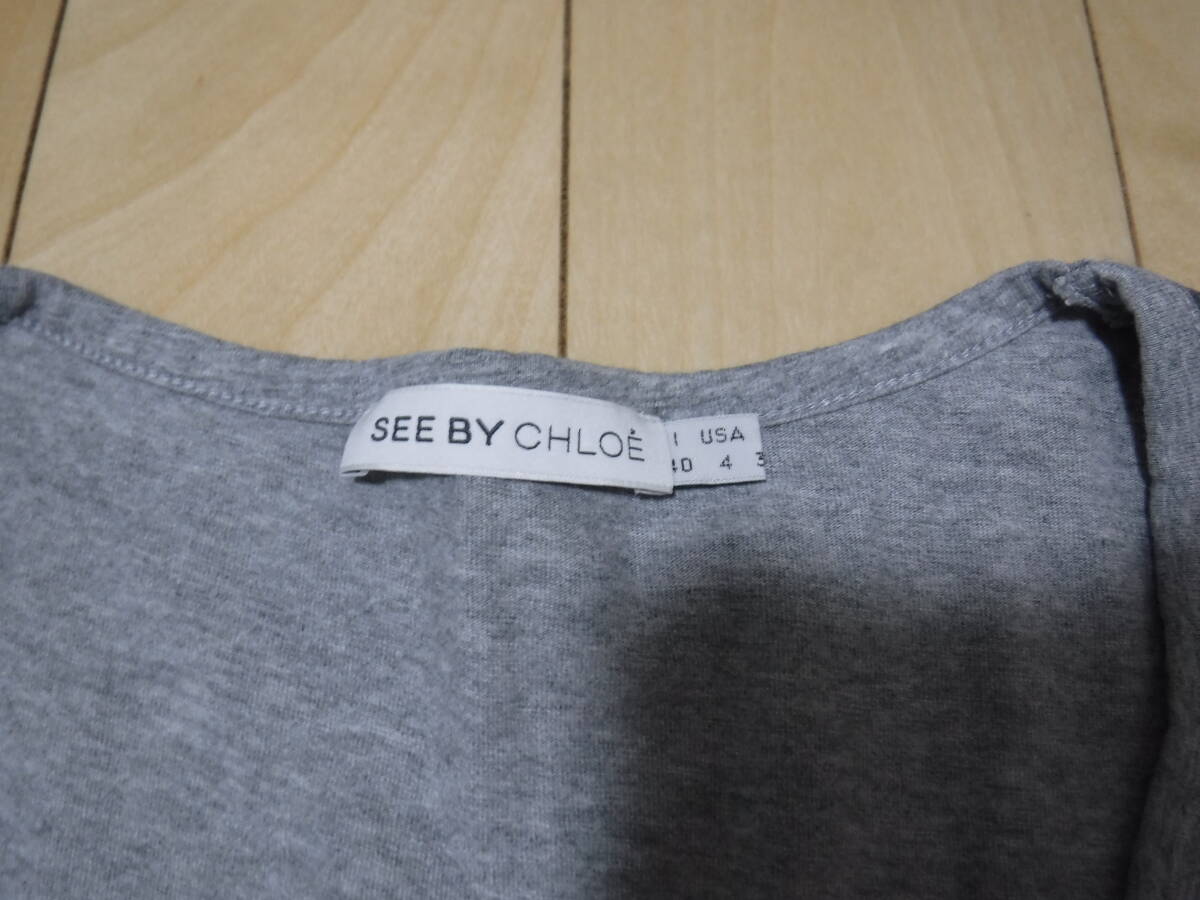 SEE BY CHLOÉ
I USA
40 4 3